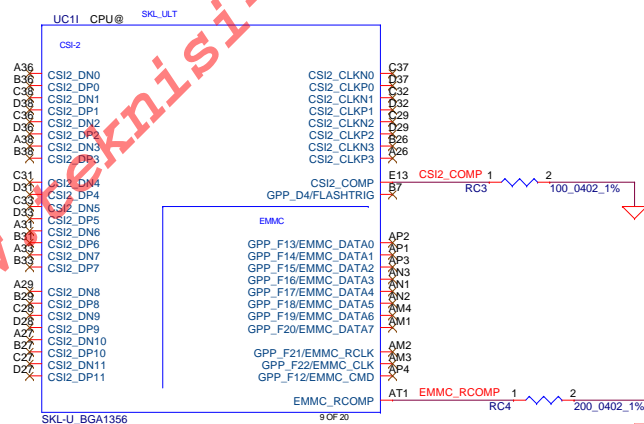 UC1I CPU@ SKL_ULT
CSI-2
A36 CSI2_DN0 CSI2_CLKN0 C37
B36 CSI2_DP0 CSI2_CLKP0 D37
C38 CSI2_DN1 CSI2_CLKN1 C32
D38 CSI2_DP1 CSI2_CLKP1 D32
C36 CSI2_DN2 CSI2_CLKN2 C29
D36 CSI2_DP2 CSI2_CLKP2 D29
A38 CSI2_DN3 CSI2_CLKN3 B26
B38 CSI2_DP3 CSI2_CLKP3 A26
C31 CSI2_DN4 CSI2_COMP E13 CSI2_COMP 1 2
D31 CSI2_DP4 GPP_D4/FLASHTRIG B7 RC3 100_0402_1%
C33 CSI2_DN5
D33 CSI2_DP5 EMMC
A31 CSI2_DN6
B31 CSI2_DP6 GPP_F13/EMMC_DATA0 AP2
A33 CSI2_DN7 GPP_F14/EMMC_DATA1 AP1
B33 CSI2_DP7 GPP_F15/EMMC_DATA2 AP3
GPP_F16/EMMC_DATA3 AN3
A29 CSI2_DN8 GPP_F17/EMMC_DATA4 AN1
B29 CSI2_DP8 GPP_F18/EMMC_DATA5 AN2
C28 CSI2_DN9 GPP_F19/EMMC_DATA6 AM4
D28 CSI2_DP9 GPP_F20/EMMC_DATA7 AM1
A27 CSI2_DN10
B27 CSI2_DP10 GPP_F21/EMMC_RCLK AM2
C27 CSI2_DN11 GPP_F22/EMMC_CLK AM3
D27 CSI2_DP11 GPP_F12/EMMC_CMD AP4
EMMC_RCOMP AT1 EMMC_RCOMP 1 2
RC4 200_0402_1%
SKL-U_BGA1356 9 OF 20
.teknisi